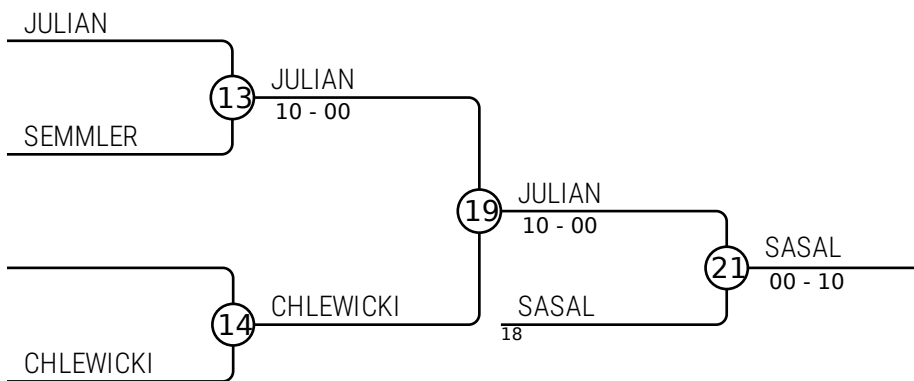 JULIAN
13
JULIAN
10 - 00
SEMMLER
19
JULIAN
10 - 00
21
SASAL
00 - 10
14
CHLEWICKI
SASAL
18
CHLEWICKI